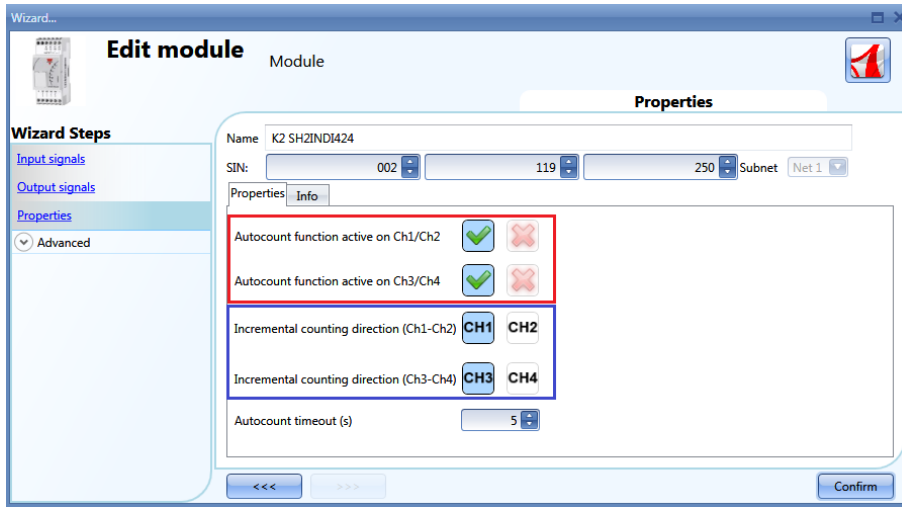 Wizard...
Edit module
Module
Properties
Wizard Steps
Input signals
Output signals
Properties
Advanced
Name K2 SH2INDI424
SIN: 002 119 250 Subnet Net 1
Properties Info
Autocount function active on Ch1/Ch2
Autocount function active on Ch3/Ch4
Incremental counting direction (Ch1-Ch2) CH1 CH2
Incremental counting direction (Ch3-Ch4) CH3 CH4
Autocount timeout (s) 5
<<< >>> Confirm